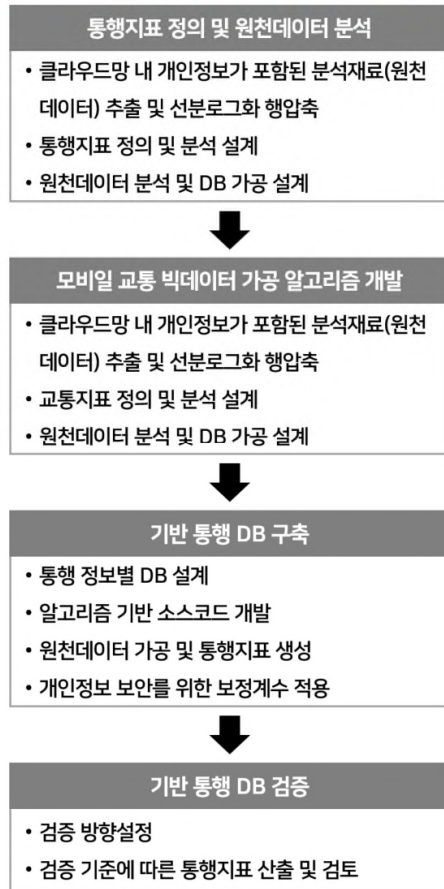 통행지표 정의 및 원천데이터 분석
• 클라우드망 내 개인정보가 포함된 분석재료(원천
데이터) 추출 및 선분로그화 행압축
• 통행지표 정의 및 분석 설계
• 원천데이터 분석 및 DB 가공 설계
모바일 교통 빅데이터 가공 알고리즘 개발
• 클라우드망 내 개인정보가 포함된 분석재료(원천
데이터) 추출 및 선분로그화 행압축
• 교통지표 정의 및 분석 설계
• 원천데이터 분석 및 DB 가공 설계
기반 통행 DB 구축
• 통행 정보별 DB 설계
• 알고리즘 기반 소스코드 개발
• 원천데이터 가공 및 통행지표 생성
• 개인정보 보안를 위한 보정계수 적용
기반 통행 DB 검증
• 검증 방향설정
• 검증 기준에 따른 통행지표 산출 및 검토